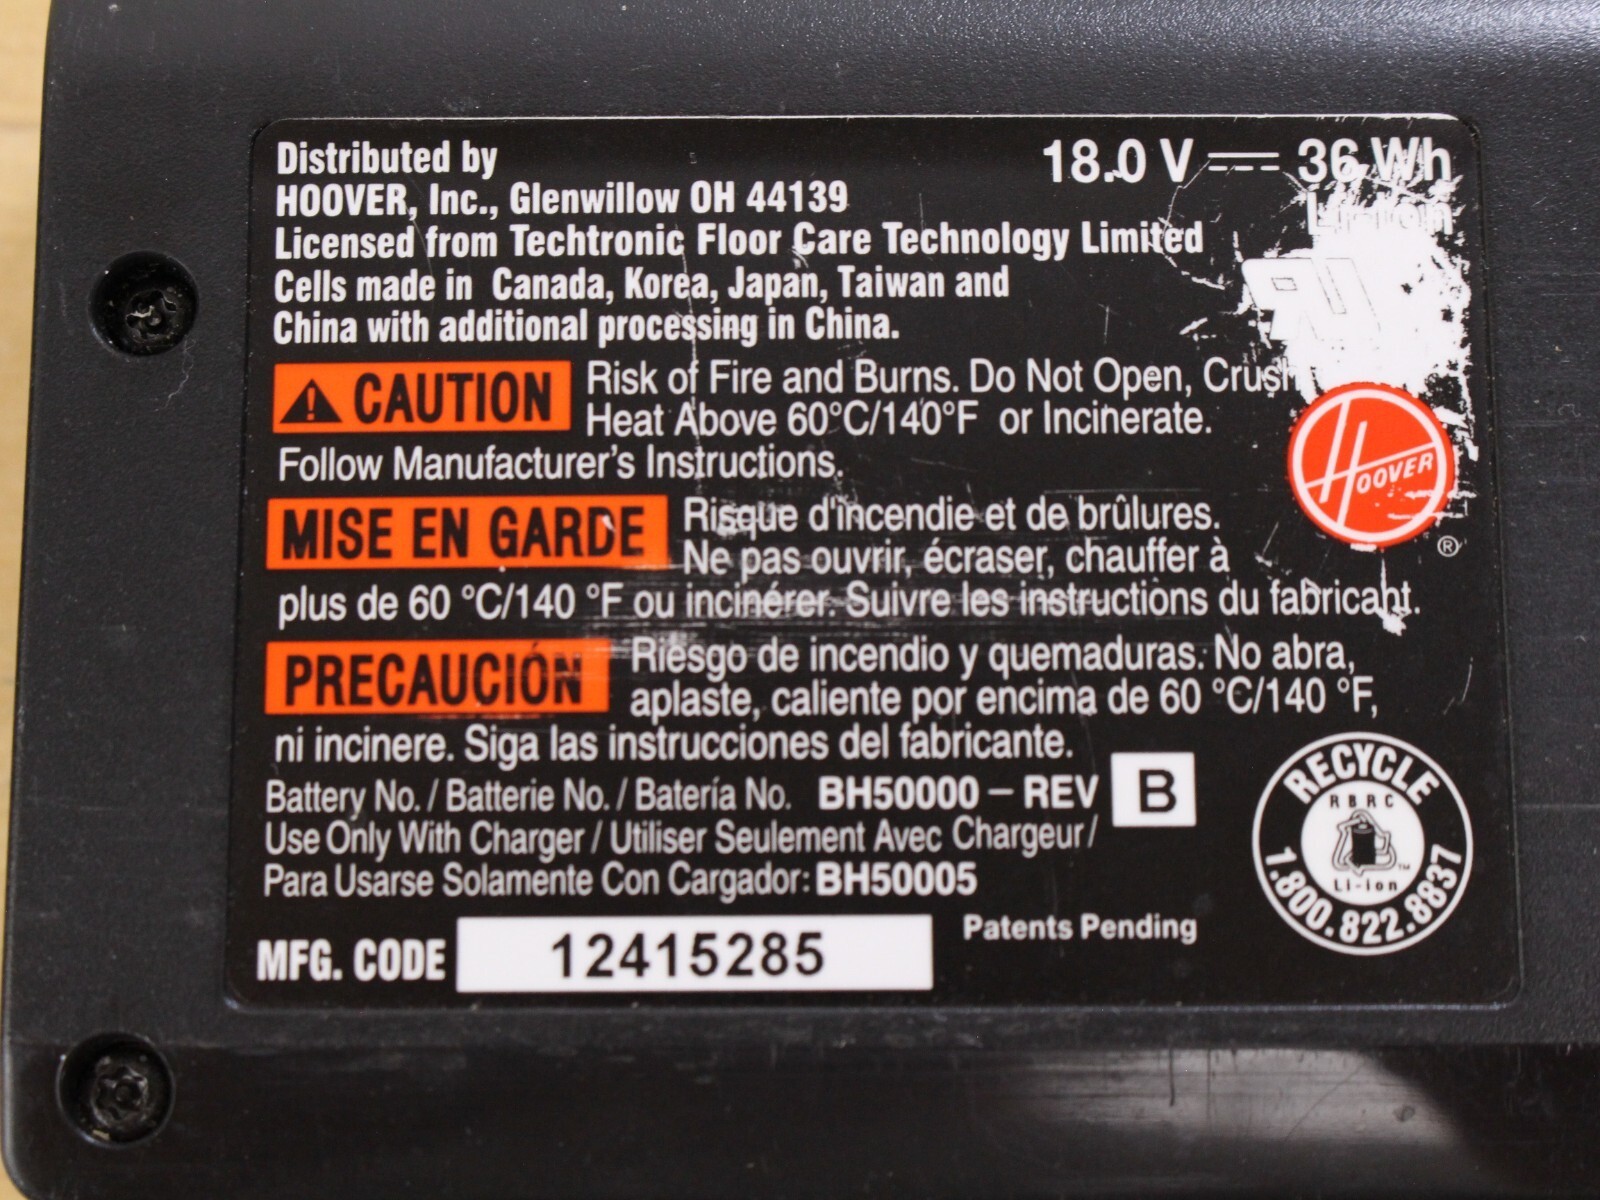 Distributed by
HOOVER, Inc., Glenwillow OH 44139
Licensed from Techtronic Floor Care Technology Limited
Cells made in Canada, Korea, Japan, Taiwan and
China with additional processing in China.
18.0 V 36 Wh
Li-Ion
CAUTION Risk of Fire and Burns. Do Not Open, Crush
Heat Above 60°C/140°F or Incinerate.
Follow Manufacturer's Instructions.
HOOVER
®
MISE EN GARDE Risque d'incendie et de brûlures.
Ne pas ouvrir, écraser, chauffer à
plus de 60 °C/140 °F ou incinérer. Suivre les instructions du fabricant.
PRECAUCIÓN Riesgo de incendio y quemaduras. No abra,
aplaste, caliente por encima de 60 °C/140 °F,
ni incinere. Siga las instrucciones del fabricante.
Battery No. / Batterie No. / Batería No. BH50000 – REV B
Use Only With Charger / Utiliser Seulement Avec Chargeur /
Para Usarse Solamente Con Cargador: BH50005
RECYCLE
RBRC
TM
Li-ion
1.800.822.8837
Patents Pending
MFG. CODE 12415285